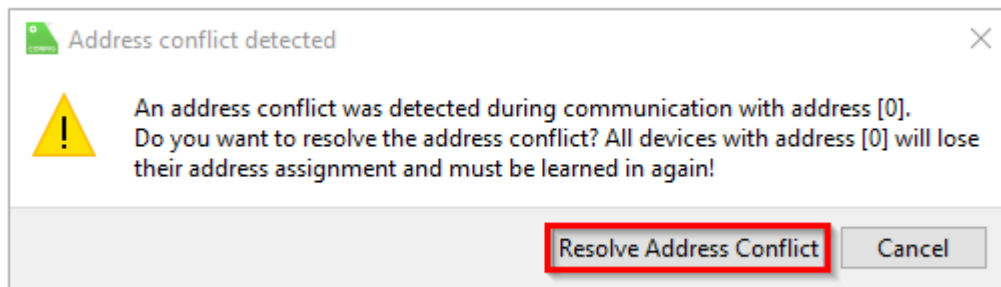 Address conflict detected
An address conflict was detected during communication with address [0].
Do you want to resolve the address conflict? All devices with address [0] will lose
their address assignment and must be learned in again!
Resolve Address Conflict Cancel